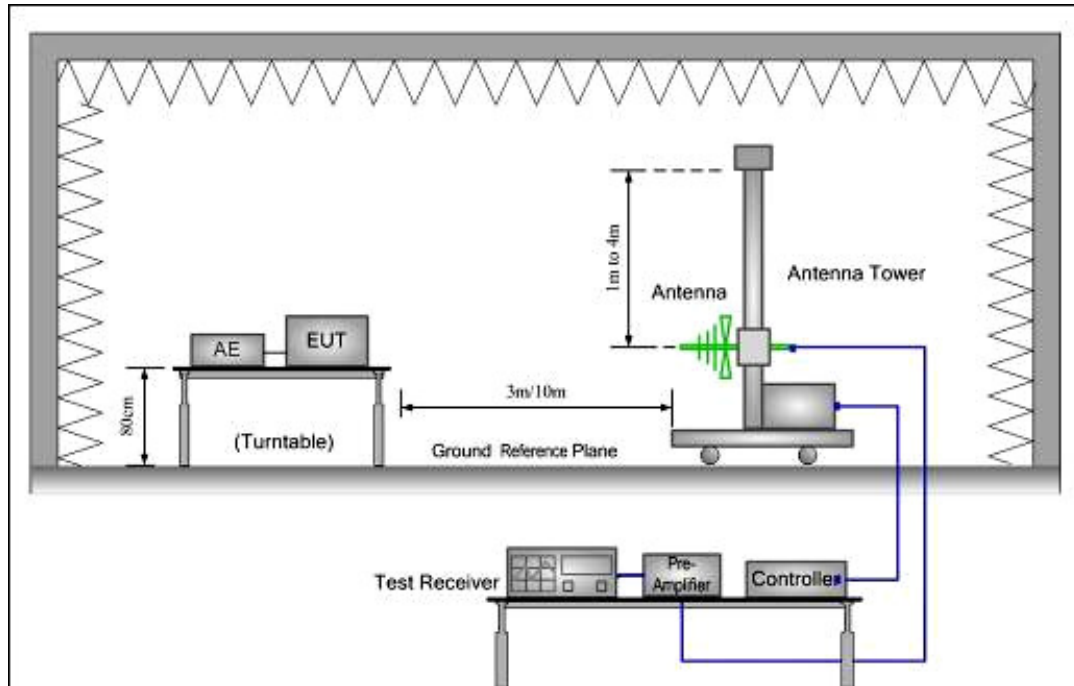 1m to 4m
Antenna Tower
Antenna
AE
EUT
3m/10m
80cm
(Turntable)
Ground Reference Plane
Test Receiver
Pre-
Amplifier
Controller